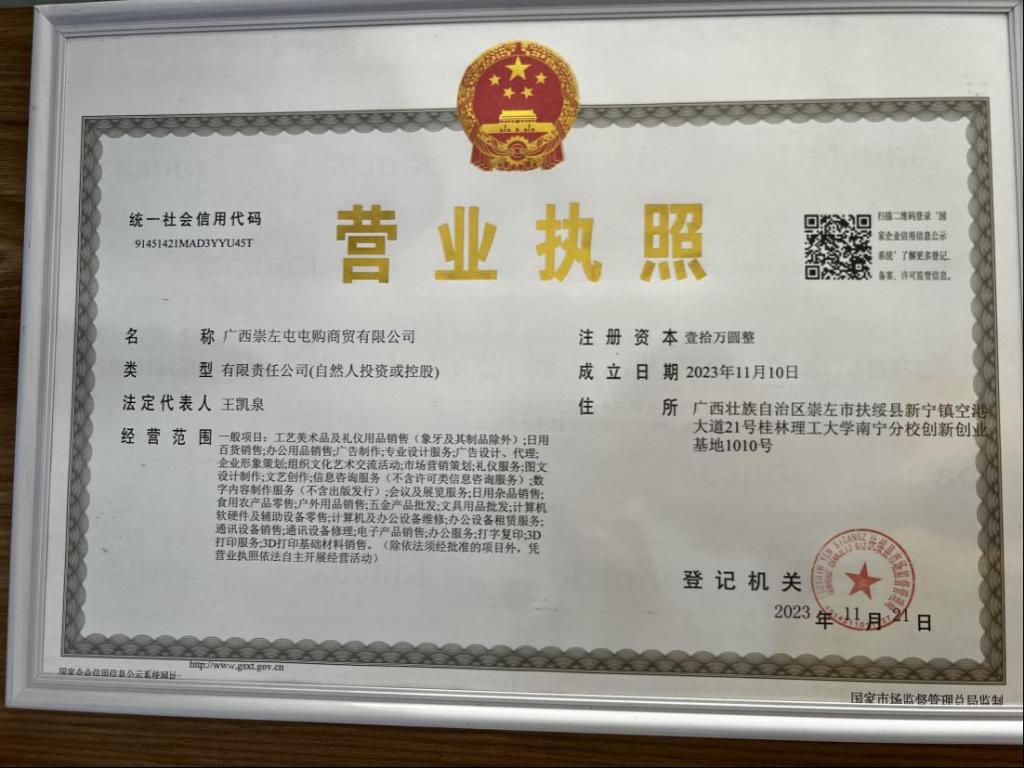 营业执照
统一社会信用代码
91451421MAD3YYU45T
扫描二维码登录‘国
家企业信用信息公示
系统’了解更多登记、
备案、许可监管信息。
名 称 广西崇左屯屯购商贸有限公司
类 型 有限责任公司(自然人投资或控股)
法定代表人 王凯泉
经营范围 一般项目：工艺美术品及礼仪用品销售（象牙及其制品除外）;日用
百货销售;办公用品销售;广告制作;专业设计服务;广告设计、代理;
企业形象策划;组织文化艺术交流活动;市场营销策划;礼仪服务;图文
设计制作;文艺创作;信息咨询服务（不含许可类信息咨询服务）;数
字内容制作服务（不含出版发行）;会议及展览服务;日用杂品销售;
食用农产品零售;户外用品销售;五金产品批发;文具用品批发;计算机
软硬件及辅助设备零售;计算机及办公设备维修;办公设备租赁服务;
通讯设备销售;通讯设备修理;电子产品销售;办公服务;打字复印;3D
打印服务;3D打印基础材料销售。（除依法须经批准的项目外，凭
营业执照依法自主开展经营活动）
注册资本 壹拾万圆整
成立日期 2023年11月10日
住 所 广西壮族自治区崇左市扶绥县新宁镇空港
大道21号桂林理工大学南宁分校创新创业
基地1010号
登记机关
2023 年 11 月 21 日
国家企业信用信息公示系统网址：
http://www.gsxt.gov.cn
国家市场监督管理总局监制